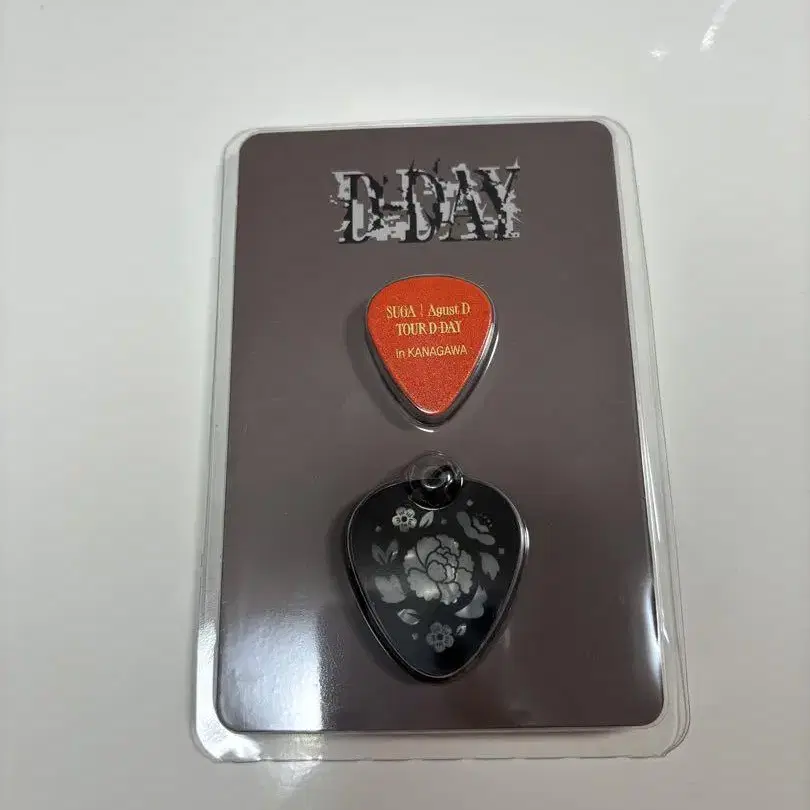 D-DAY
SUGA | Agust D
TOUR D-DAY
in KANAGAWA